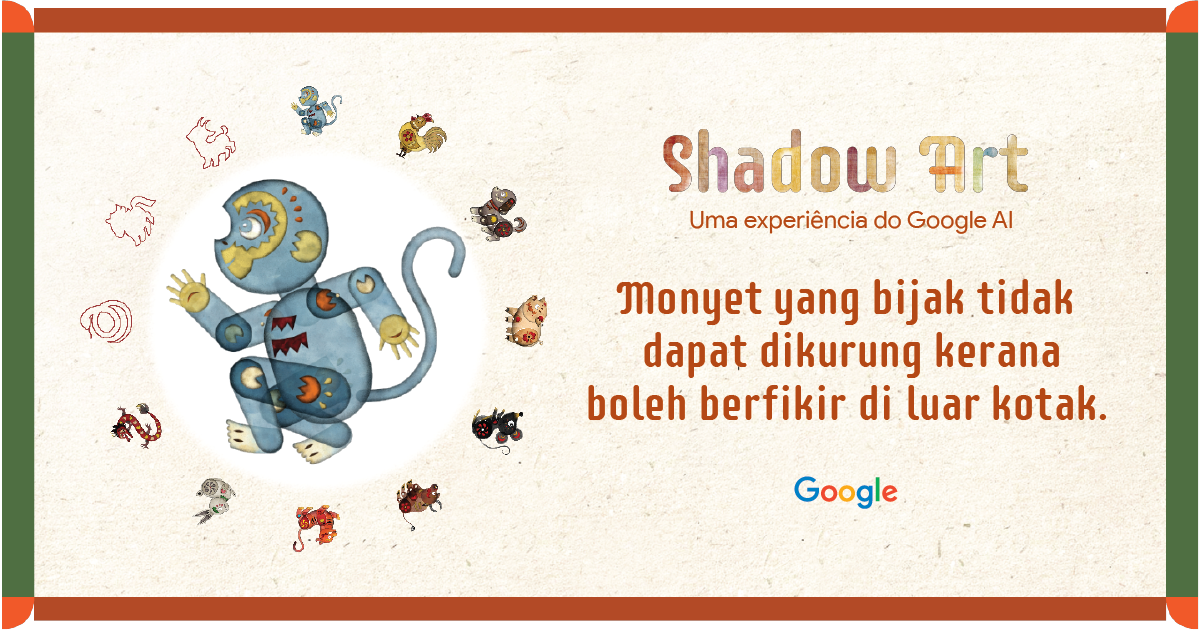 Shadow Art
Uma experiência do Google AI
Monyet yang bijak tidak
dapat dikurung kerana
boleh berfikir di luar kotak.
Google